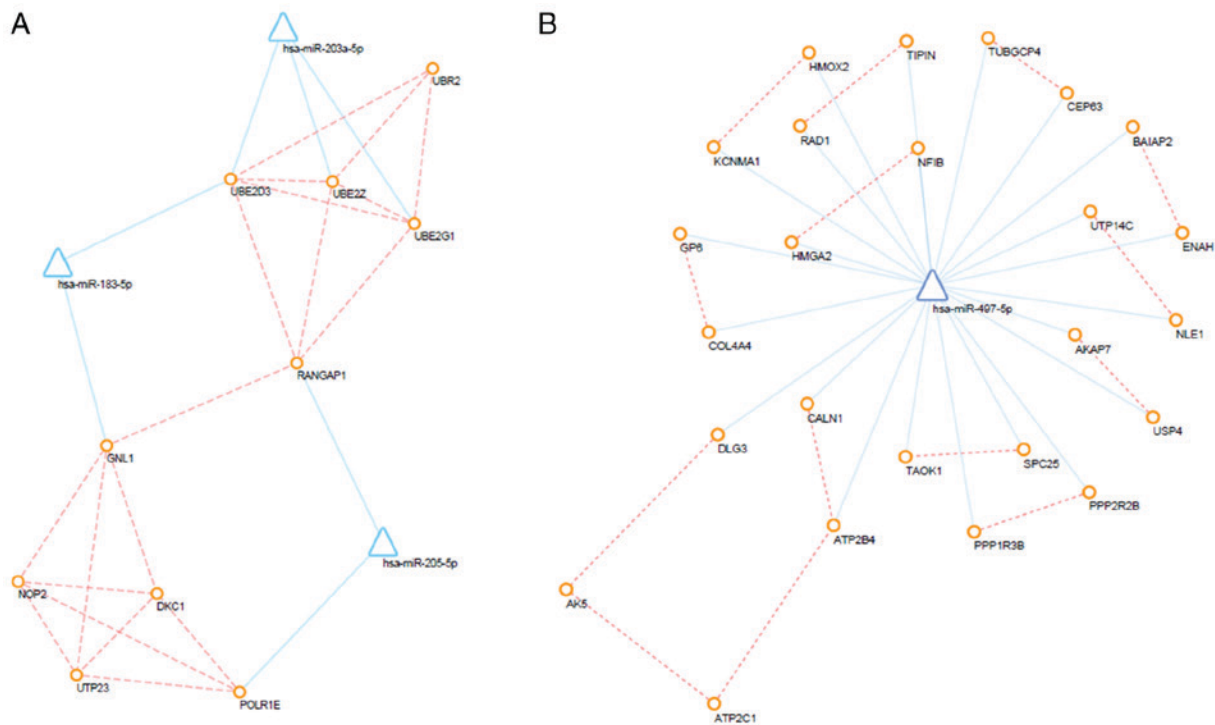 A
hsa-miR-203a-5p
UBR2
UBE2D3
UBE2Z
UBE2G1
hsa-miR-183-5p
RANGAP1
GNL1
hsa-miR-205-5p
NOP2
DKC1
UTP23
POLR1E
B
HMOX2
TIPIN
TUBGCP4
CEP63
KCNMA1
RAD1
NFIB
BAIAP2
GP6
HMGA2
UTP14C
ENAH
hsa-miR-497-5p
COL4A4
AKAP7
NLE1
CALN1
USP4
DLG3
TAOK1
SPC25
PPP2R2B
ATP2B4
PPP1R3B
AK5
ATP2C1